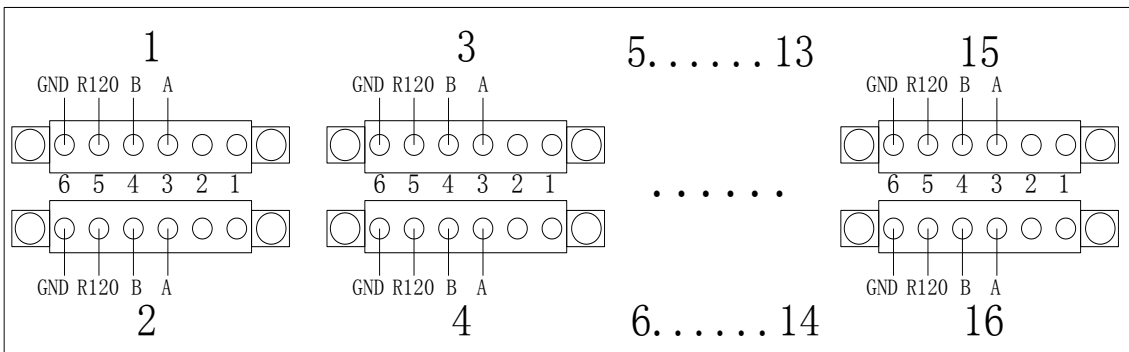 1 3 5......13 15
GND R120 B A GND R120 B A GND R120 B A
6 5 4 3 2 1 6 5 4 3 2 1 ...... 6 5 4 3 2 1
GND R120 B A GND R120 B A GND R120 B A
2 4 6......14 16